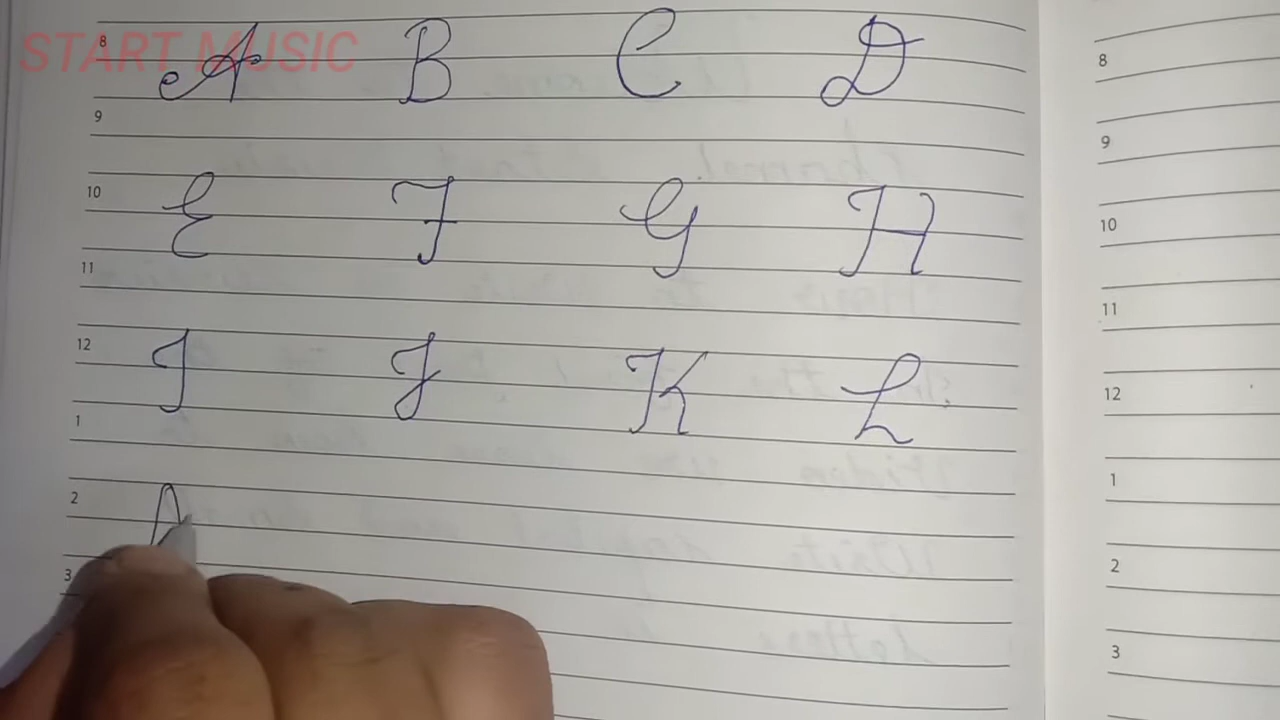 START MUSIC
8 A B C D 8
9 9
10 E F G H 10
11 11
12 I J K L 12
1 1
2 2
3 3